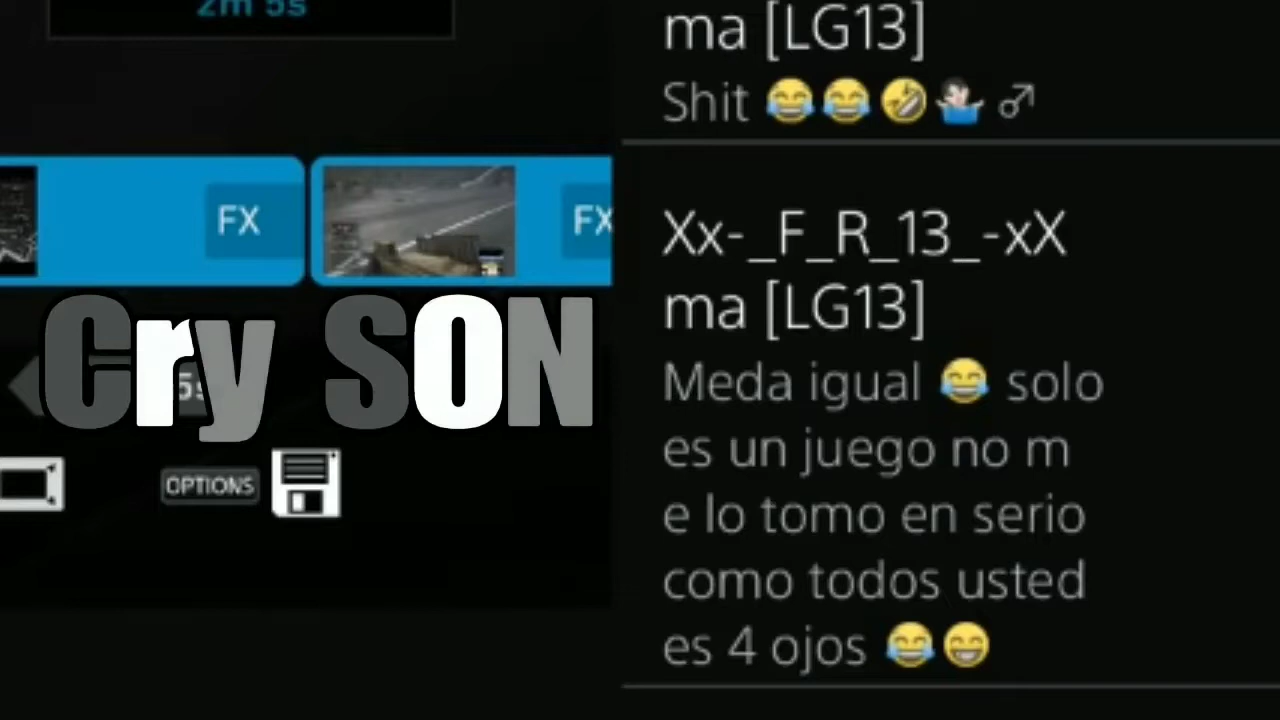 2m 5s
FX
FX
Cry SON
5s
OPTIONS
ma [LG13]
Shit 😂😂🤣🤷🏻♂
Xx-_F_R_13_-xX
ma [LG13]
Meda igual 😂 solo
es un juego no m
e lo tomo en serio
como todos usted
es 4 ojos 😂😁